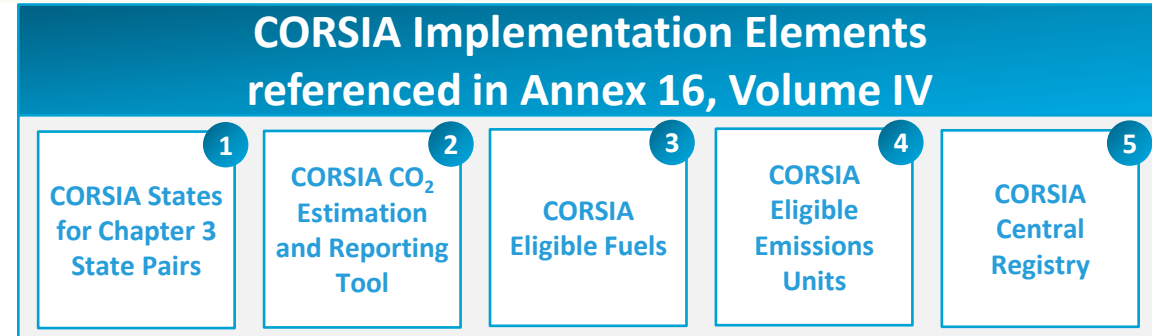 CORSIA Implementation Elements
referenced in Annex 16, Volume IV
1
CORSIA States
for Chapter 3
State Pairs
2
CORSIA CO₂
Estimation
and Reporting
Tool
3
CORSIA
Eligible Fuels
4
CORSIA
Eligible
Emissions
Units
5
CORSIA
Central
Registry